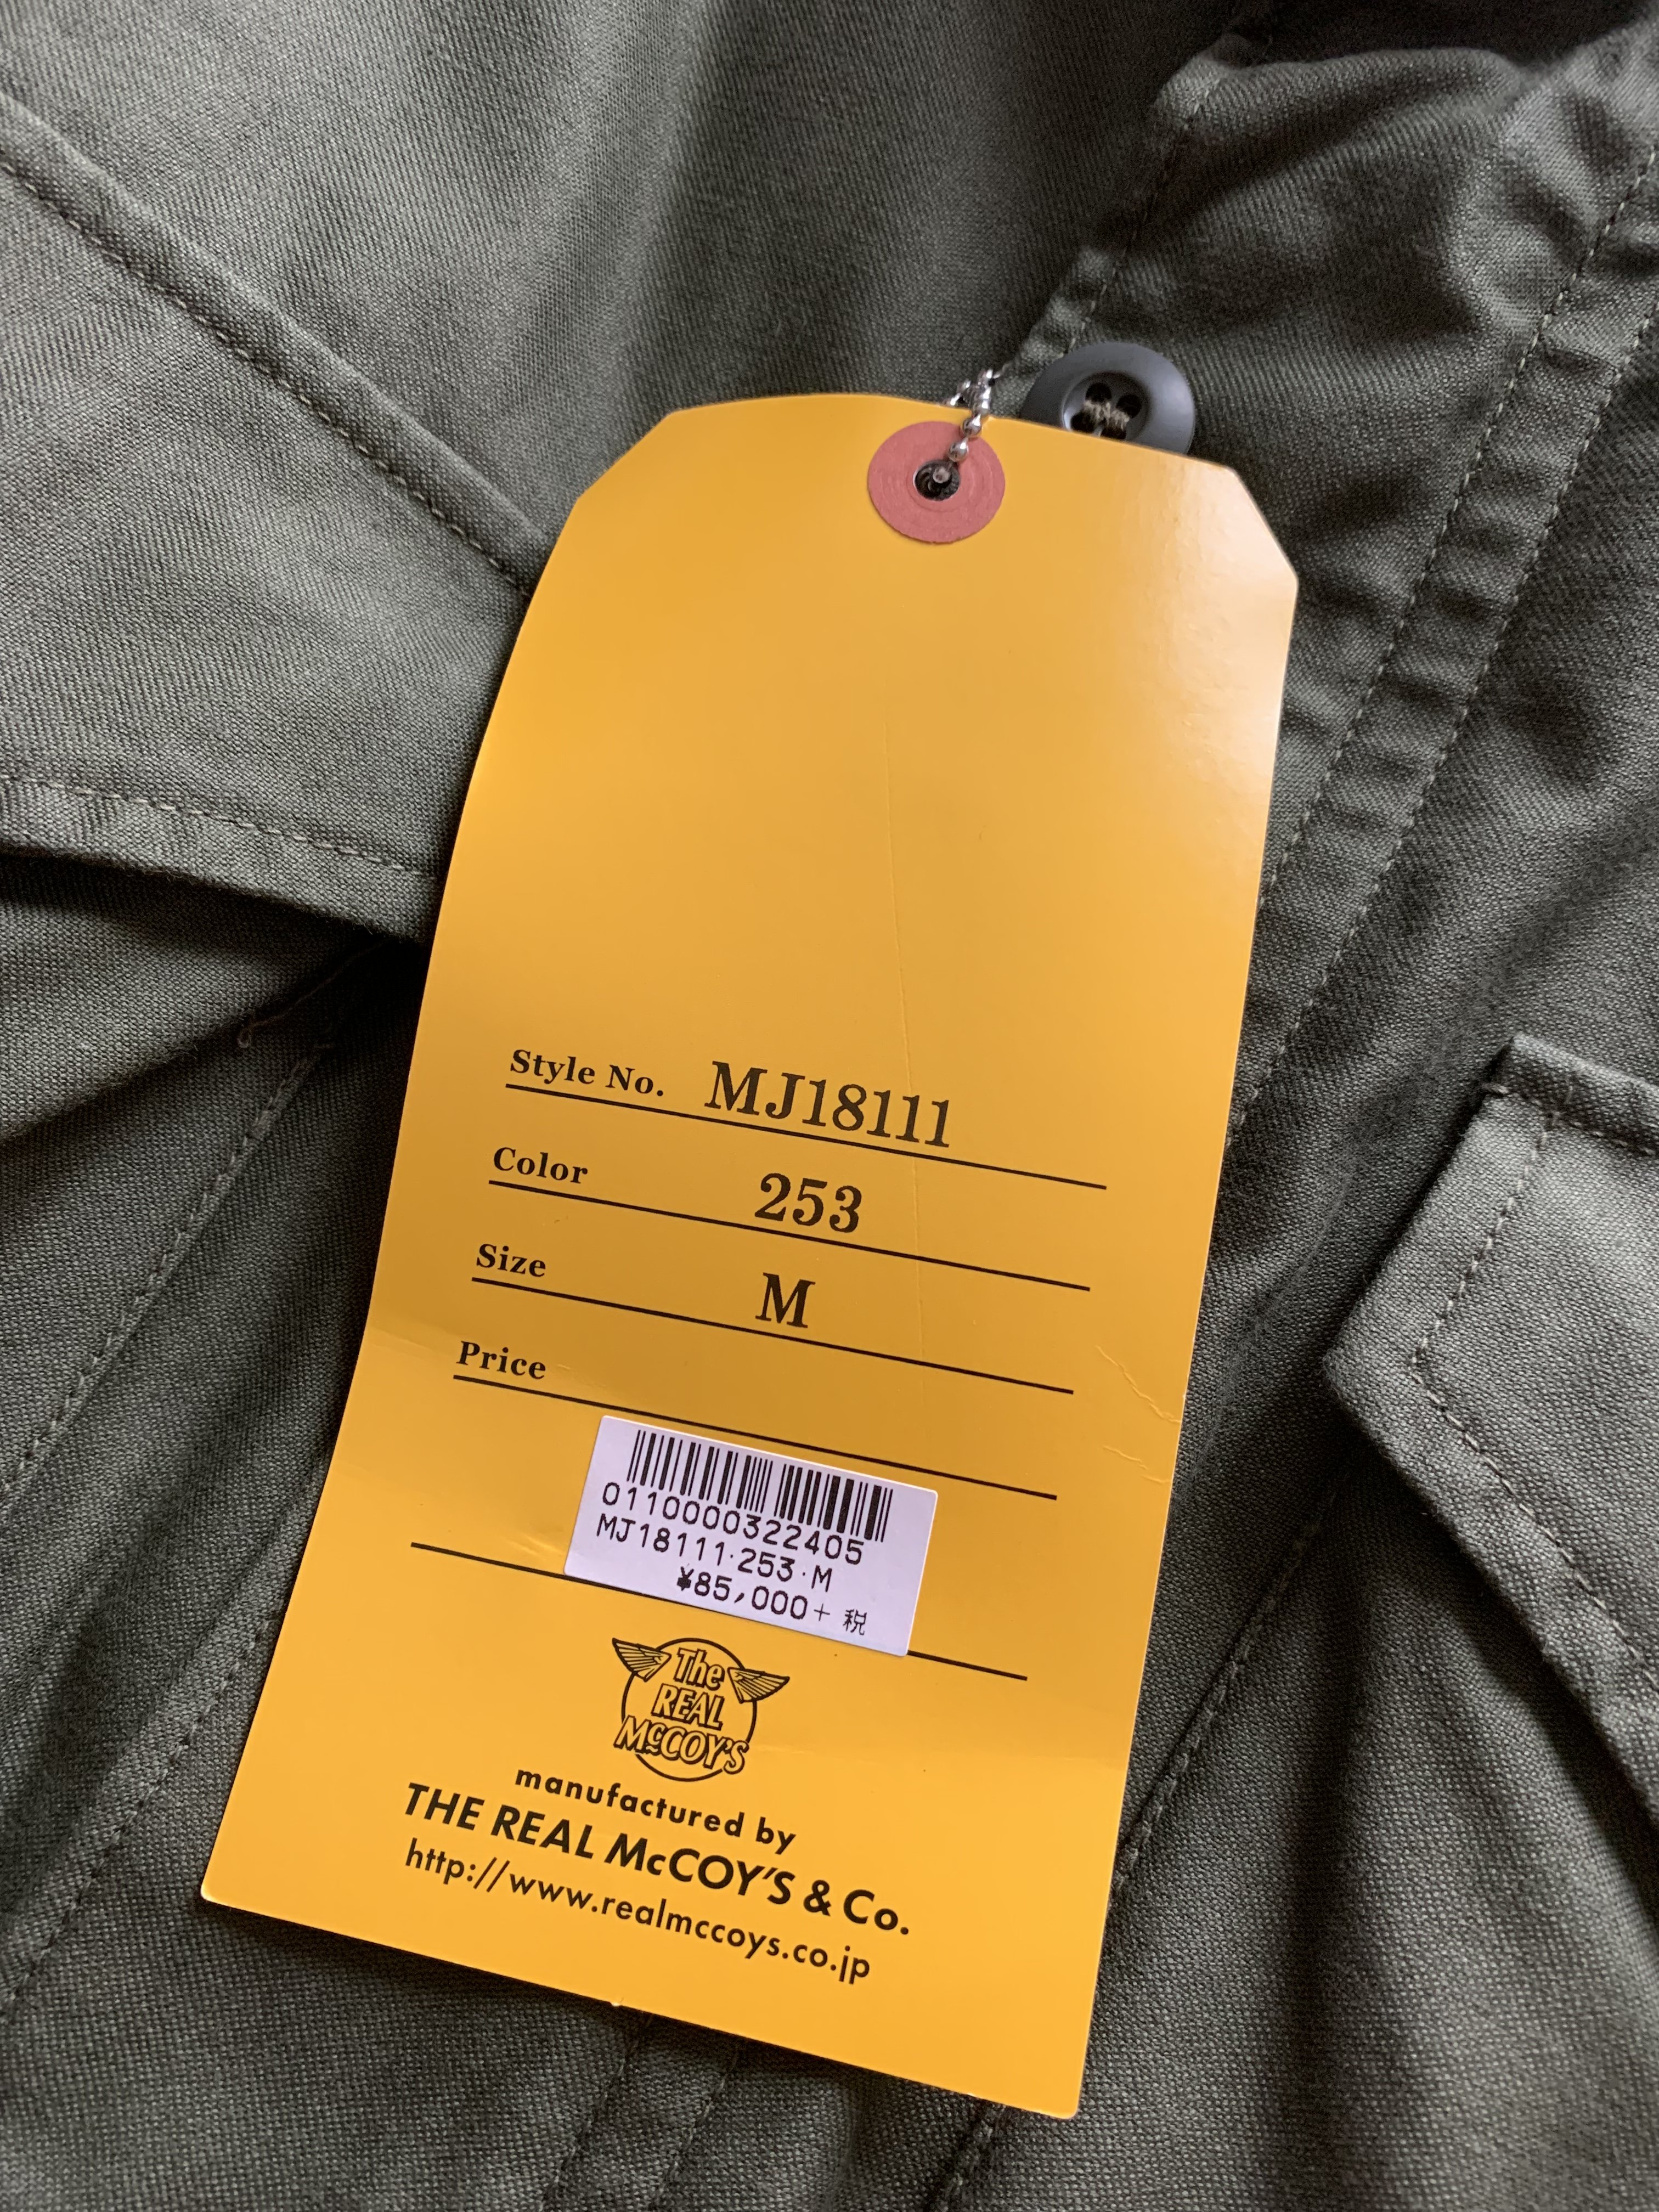 Style No. MJ18111
Color 253
Size M
Price
0110000322405
MJ18111·253·M
¥85,000+ 税
The
REAL
McCOY'S
manufactured by
THE REAL McCOY'S & Co.
http://www.realmccoys.co.jp